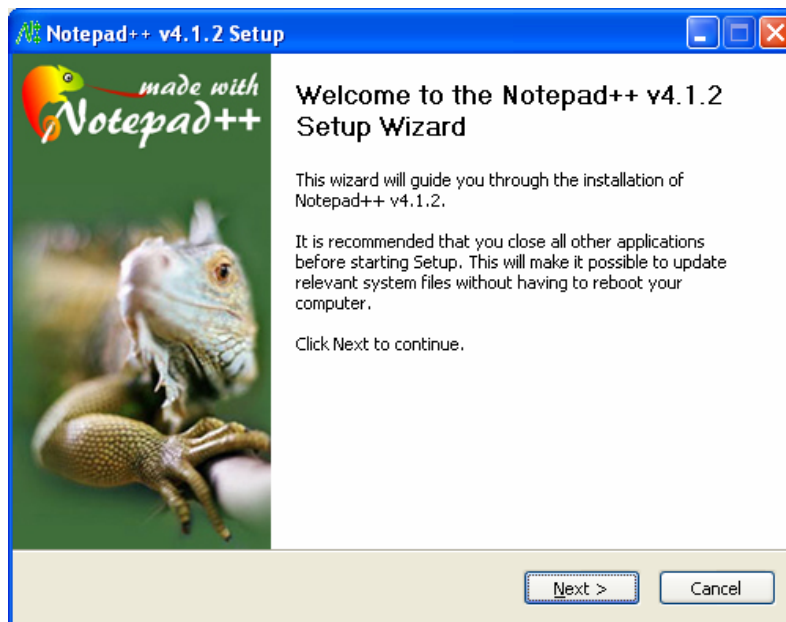 Notepad++ v4.1.2 Setup
made with
Notepad++
Welcome to the Notepad++ v4.1.2
Setup Wizard
This wizard will guide you through the installation of
Notepad++ v4.1.2.
It is recommended that you close all other applications
before starting Setup. This will make it possible to update
relevant system files without having to reboot your
computer.
Click Next to continue.
Next >
Cancel